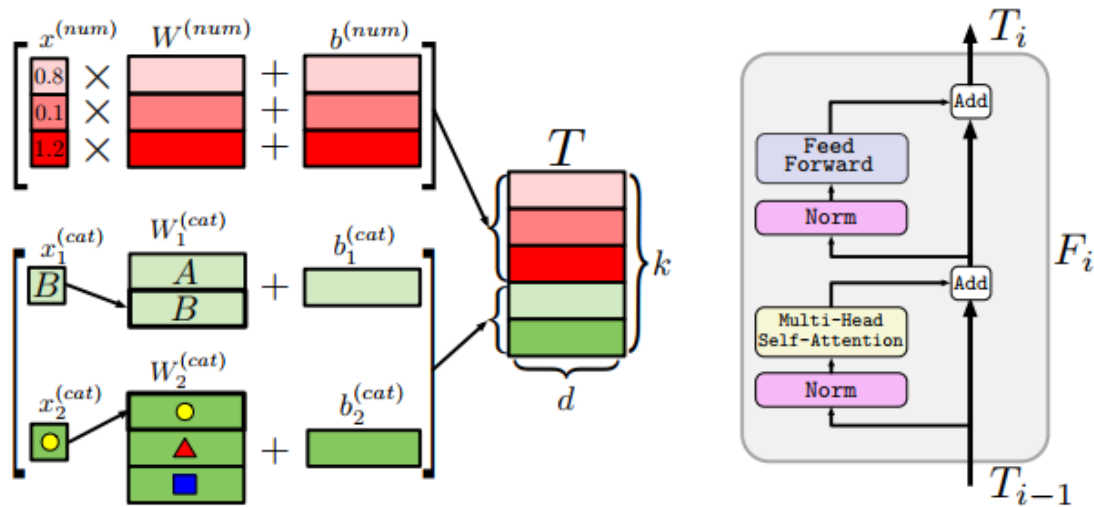 x^(num) W^(num) b^(num)
0.8 × +
0.1 × +
1.2 × +
x_1^(cat) W_1^(cat) b_1^(cat)
B A +
B
x_2^(cat) W_2^(cat) b_2^(cat)
+
T
k
d
T_i
Add
Feed
Forward
Norm
F_i
Add
Multi-Head
Self-Attention
Norm
T_{i-1}